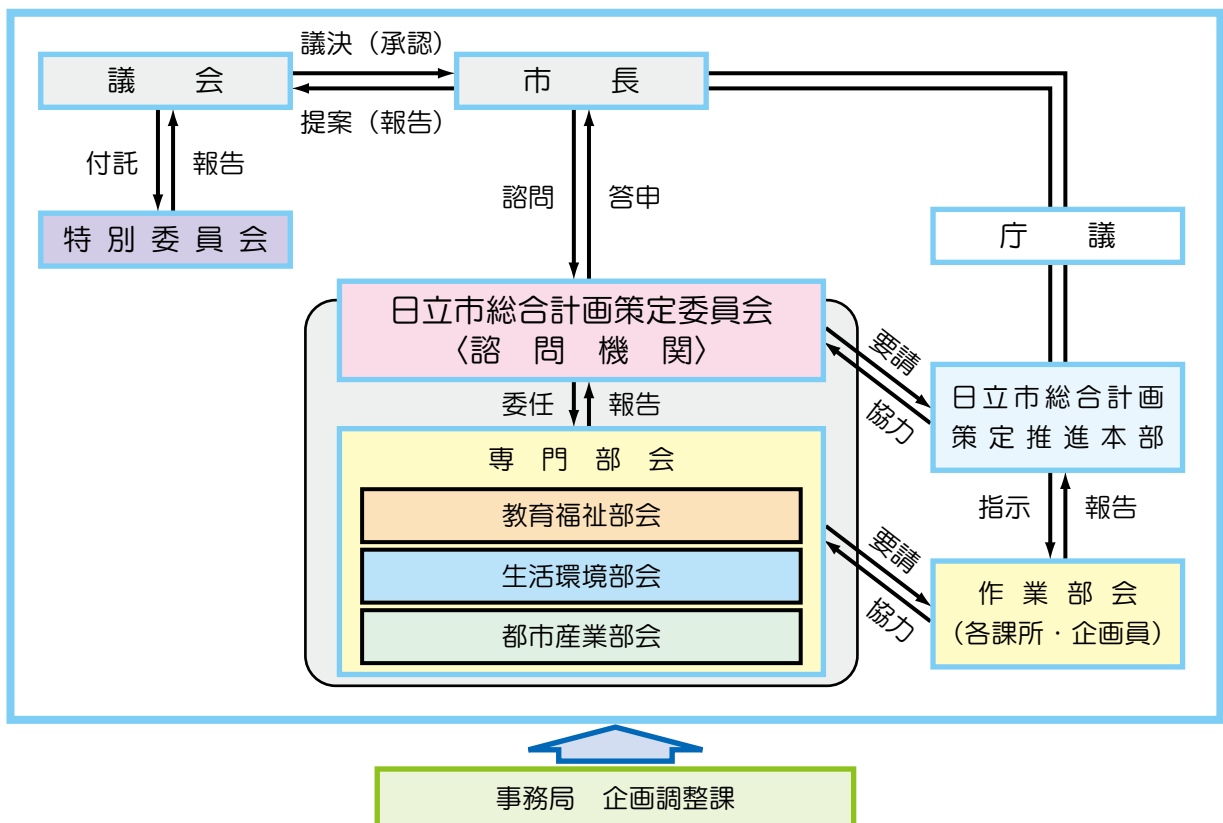 議決（承認）
議　会
市　長
提案（報告）
付託
報告
諮問
答申
特別委員会
庁　議
日立市総合計画策定委員会
〈諮問機関〉
要請
協力
日立市総合計画
策定推進本部
委任
報告
専門部会
教育福祉部会
生活環境部会
都市産業部会
指示
報告
要請
協力
作業部会
（各課所・企画員）
事務局　企画調整課